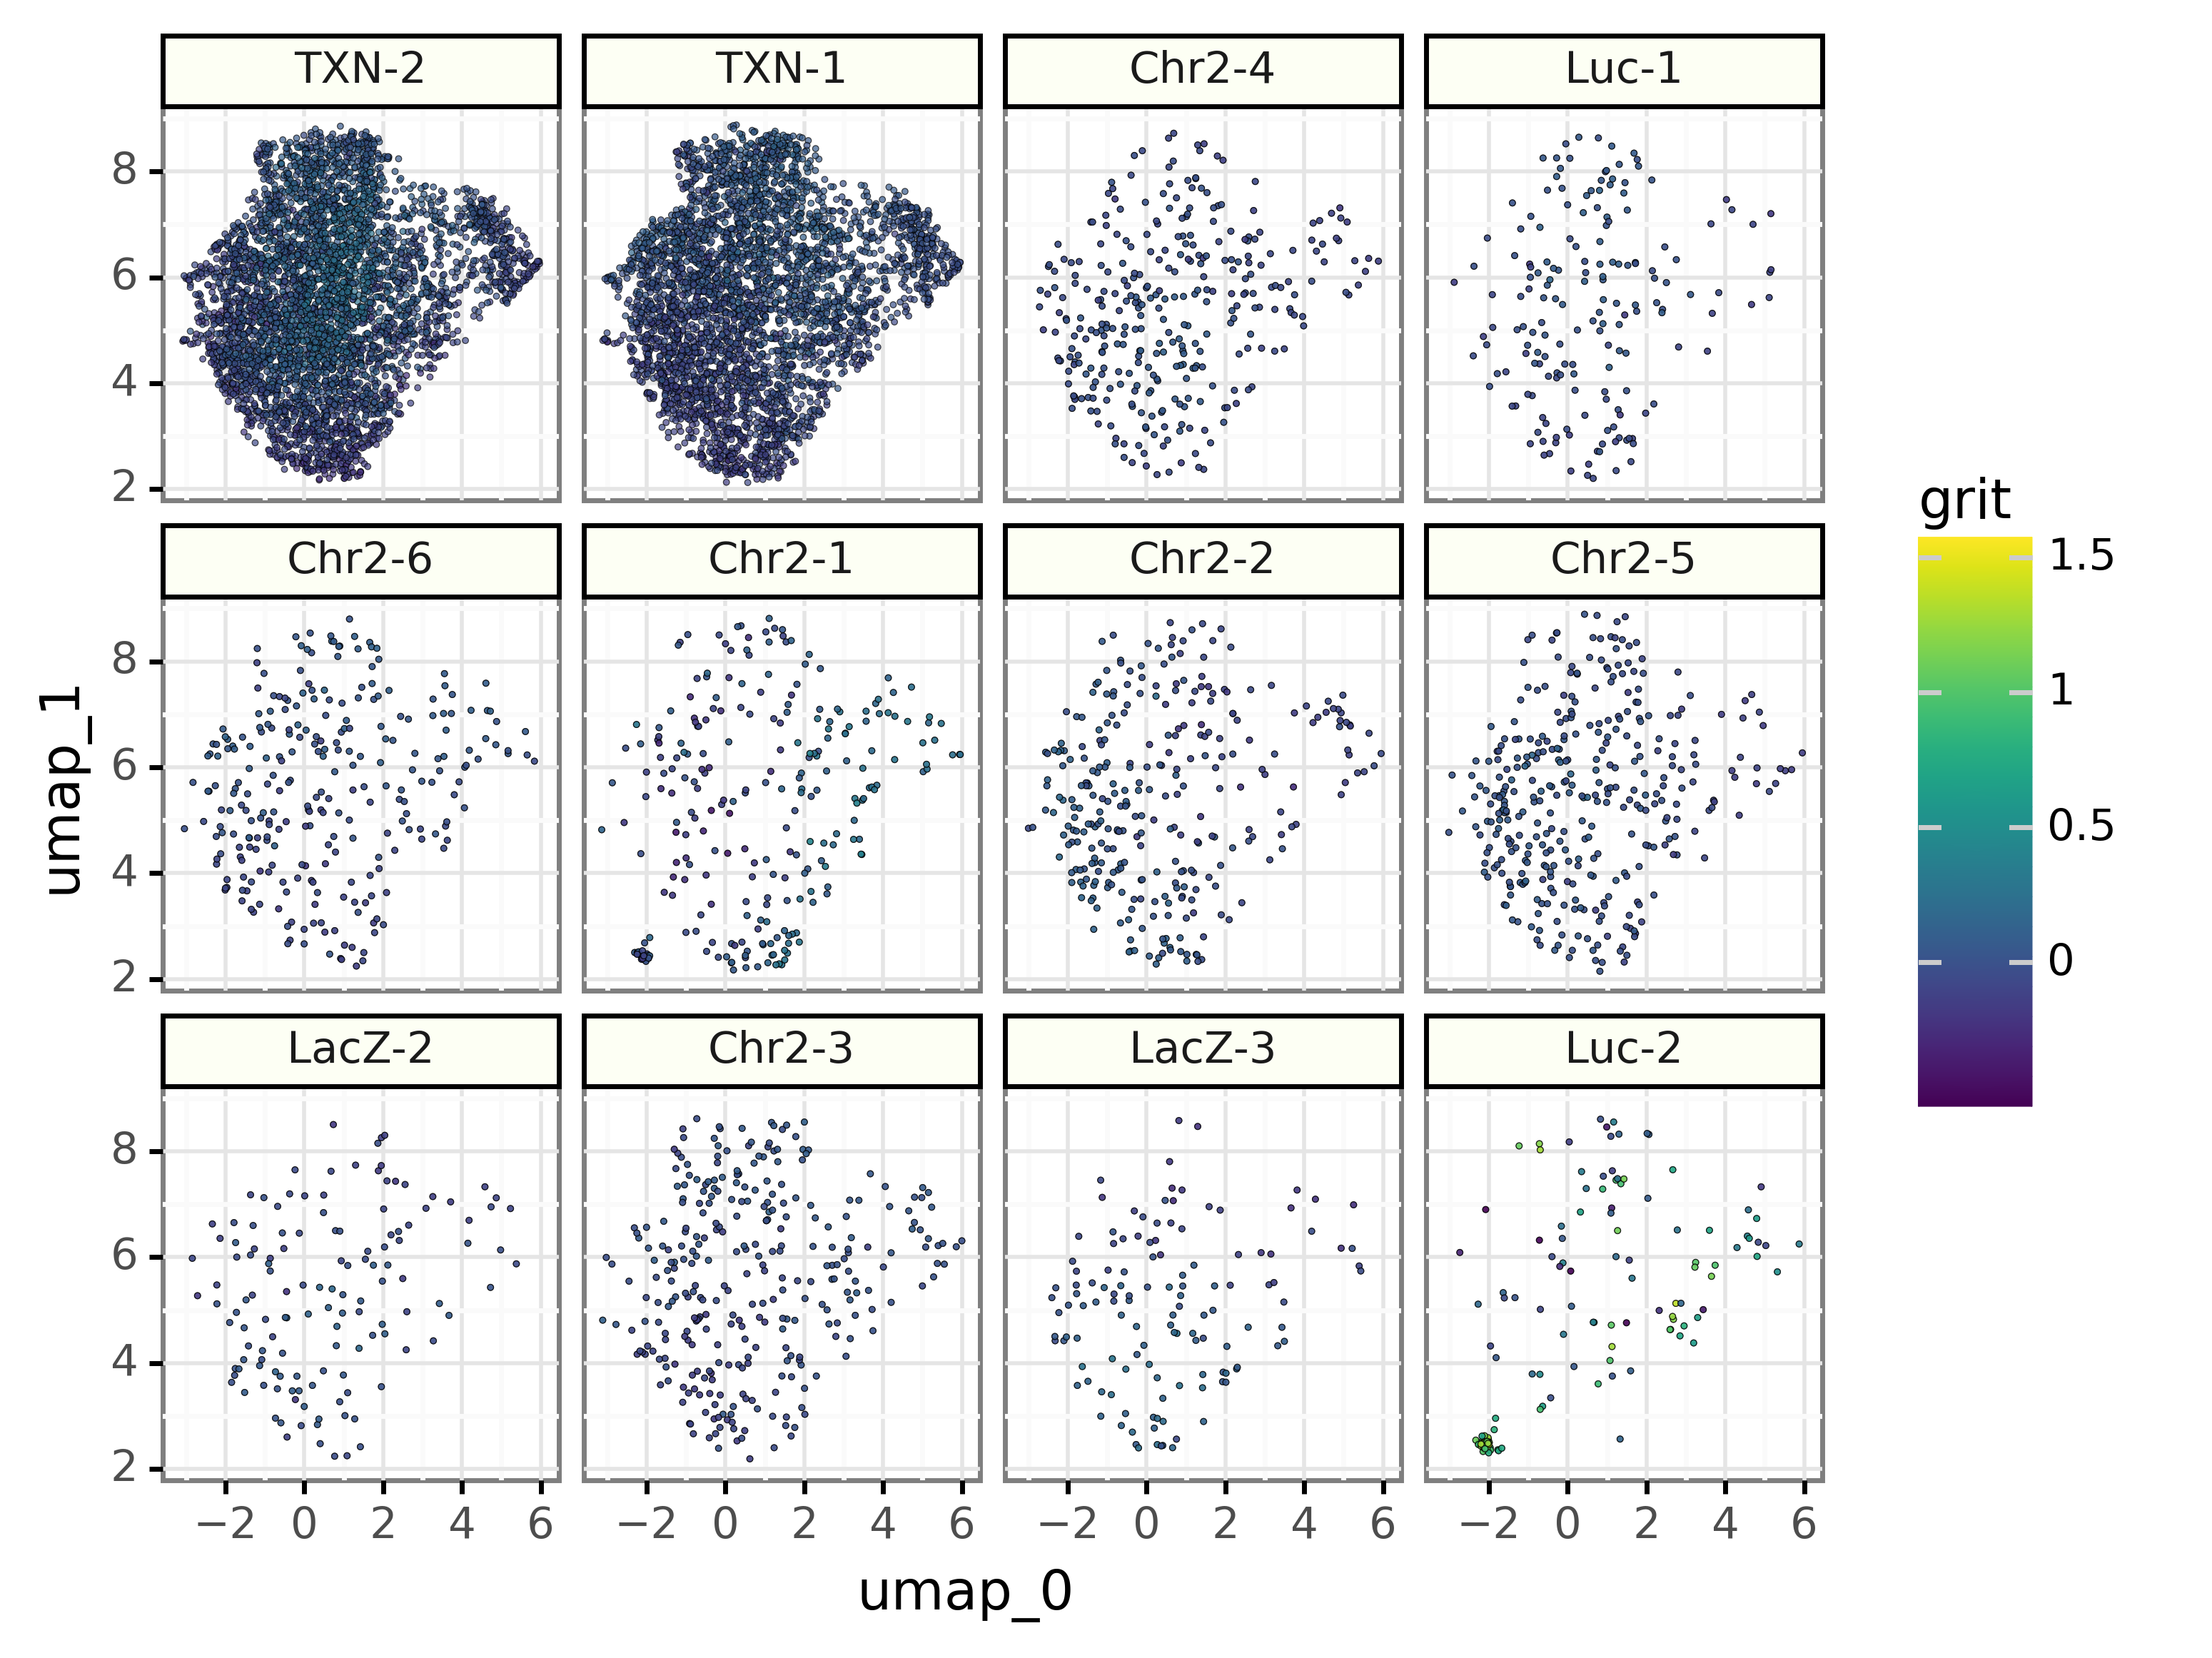 TXN-2 TXN-1 Chr2-4 Luc-1
8
6
4
2
Chr2-6 Chr2-1 Chr2-2 Chr2-5
8
6
4
2
LacZ-2 Chr2-3 LacZ-3 Luc-2
8
6
4
2
−2 0 2 4 6 −2 0 2 4 6 −2 0 2 4 6 −2 0 2 4 6
umap_0
umap_1
grit
1.5
1
0.5
0